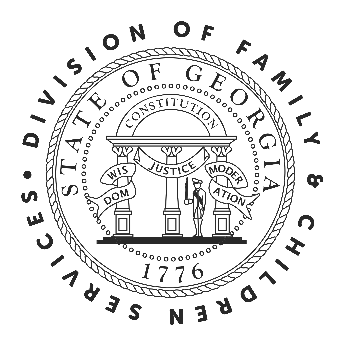 DIVISION OF FAMILY & CHILDREN SERVICES •
STATE OF GEORGIA
CONSTITUTION
WIS
DOM
JUSTICE
MODER
ATION
1776